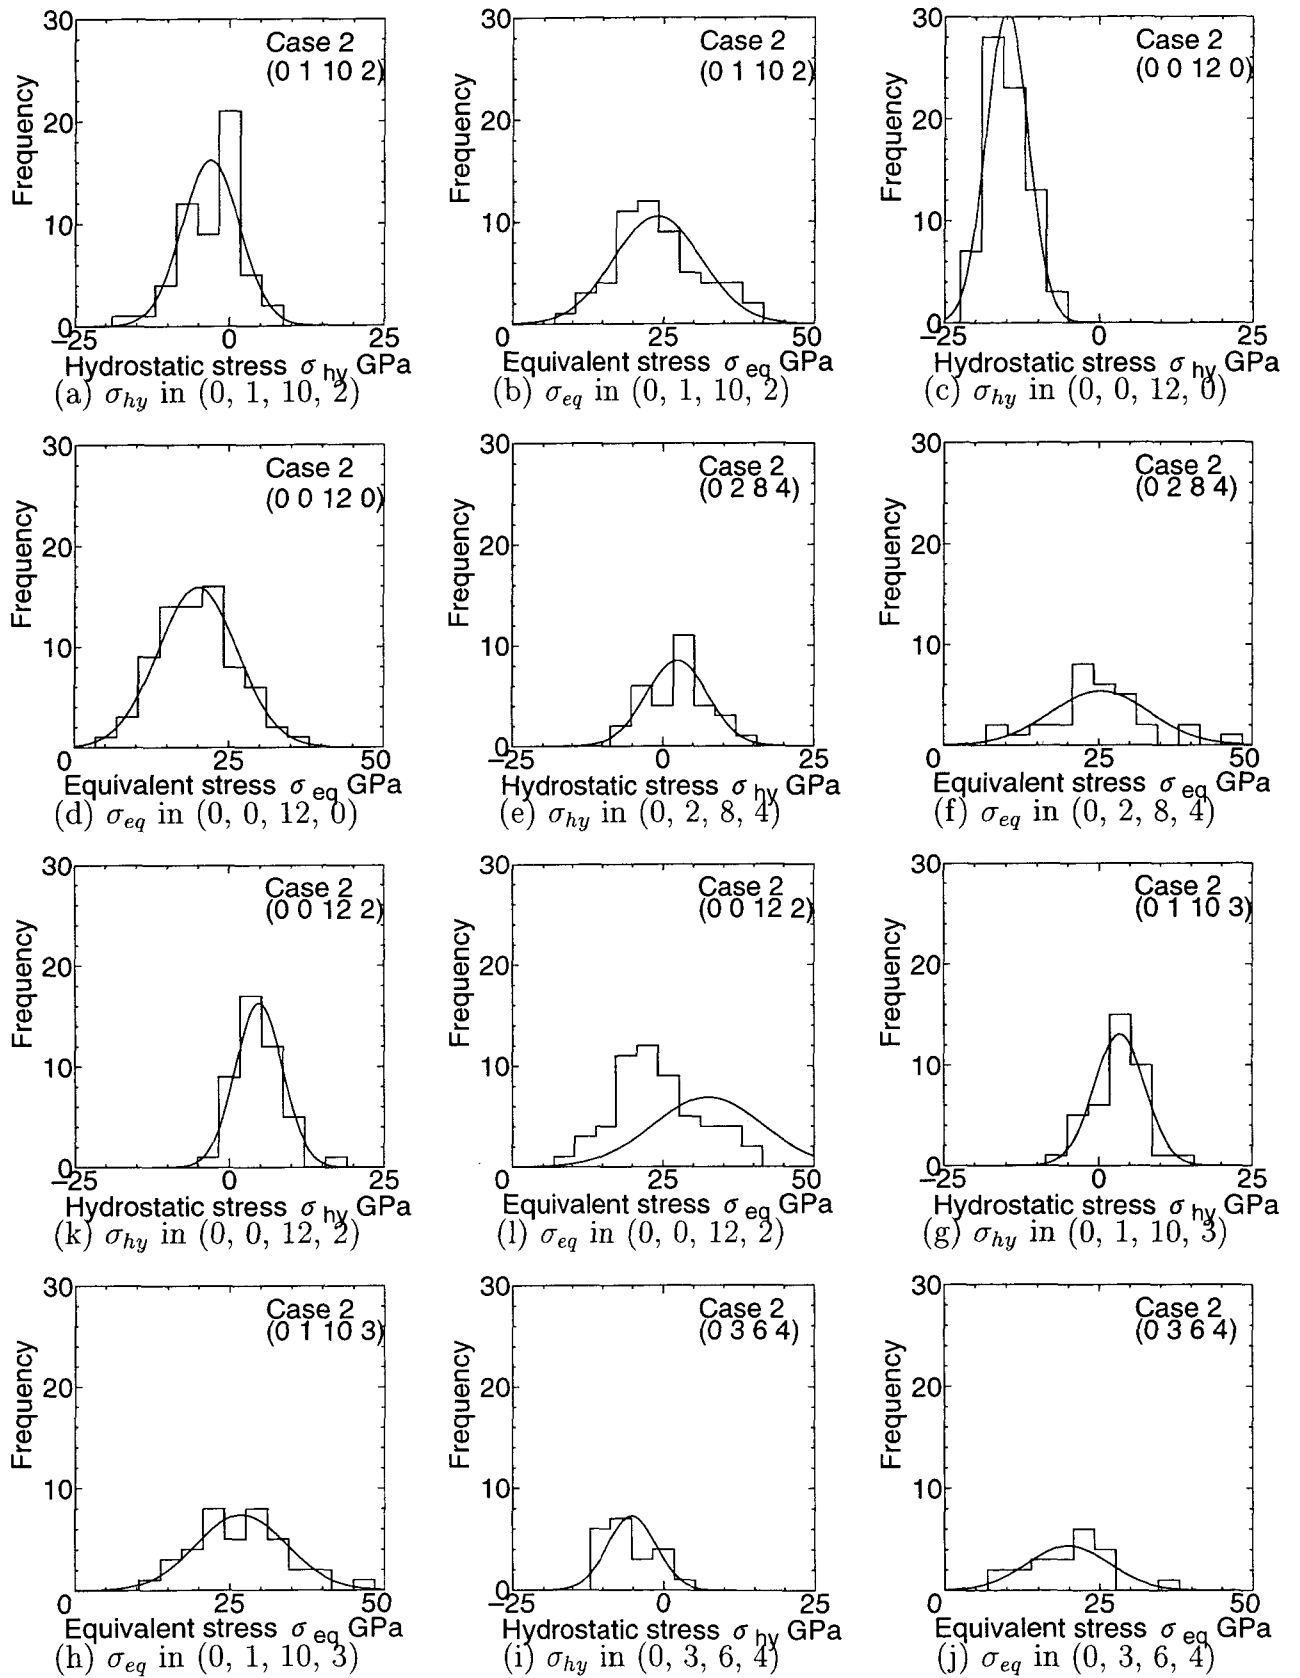 30
20
10
0
Frequency
Case 2
(0 1 10 2)
−25
0
25
Hydrostatic stress σ hy GPa
(a) σhy in (0, 1, 10, 2)
30
20
10
Frequency
Case 2
(0 1 10 2)
0
25
50
Equivalent stress σ eq GPa
(b) σeq in (0, 1, 10, 2)
30
20
10
0
Frequency
Case 2
(0 0 12 0)
−25
0
25
Hydrostatic stress σ hy GPa
(c) σhy in (0, 0, 12, 0)
30
20
10
Frequency
Case 2
(0 0 12 0)
0
25
50
Equivalent stress σ eq GPa
(d) σeq in (0, 0, 12, 0)
30
20
10
0
Frequency
Case 2
(0 2 8 4)
−25
0
25
Hydrostatic stress σ hy GPa
(e) σhy in (0, 2, 8, 4)
30
20
10
Frequency
Case 2
(0 2 8 4)
0
25
50
Equivalent stress σ eq GPa
(f) σeq in (0, 2, 8, 4)
30
20
10
0
Frequency
Case 2
(0 0 12 2)
−25
0
25
Hydrostatic stress σ hy GPa
(k) σhy in (0, 0, 12, 2)
30
20
10
Frequency
Case 2
(0 0 12 2)
0
25
50
Equivalent stress σ eq GPa
(l) σeq in (0, 0, 12, 2)
30
20
10
0
Frequency
Case 2
(0 1 10 3)
−25
0
25
Hydrostatic stress σ hy GPa
(g) σhy in (0, 1, 10, 3)
30
20
10
Frequency
Case 2
(0 1 10 3)
0
25
50
Equivalent stress σ eq GPa
(h) σeq in (0, 1, 10, 3)
30
20
10
0
Frequency
Case 2
(0 3 6 4)
−25
0
25
Hydrostatic stress σ hy GPa
(i) σhy in (0, 3, 6, 4)
30
20
10
Frequency
Case 2
(0 3 6 4)
0
25
50
Equivalent stress σ eq GPa
(j) σeq in (0, 3, 6, 4)